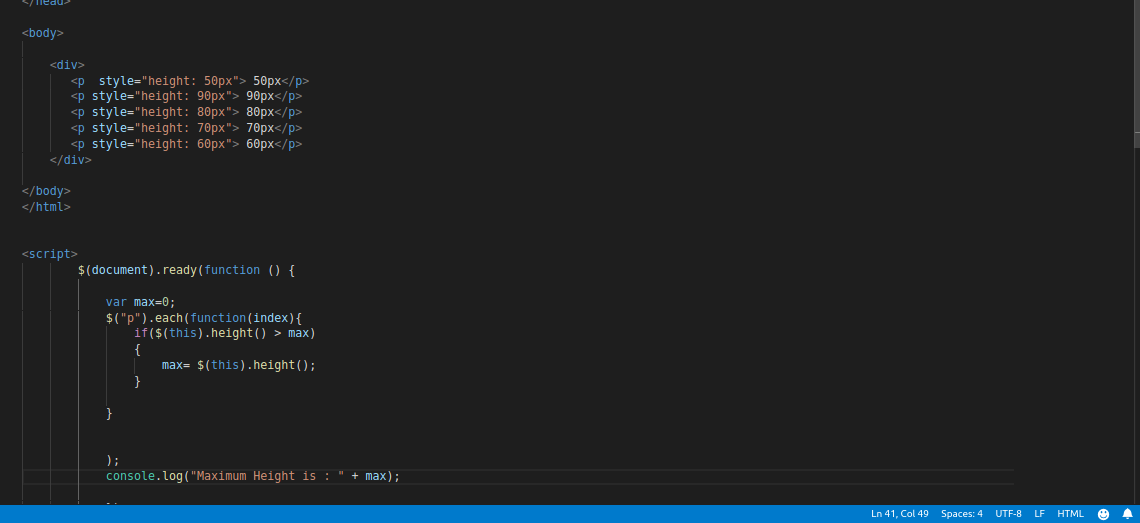 </head>
<body>
<div>
<p  style="height: 50px"> 50px</p>
<p style="height: 90px"> 90px</p>
<p style="height: 80px"> 80px</p>
<p style="height: 70px"> 70px</p>
<p style="height: 60px"> 60px</p>
</div>
</body>
</html>
<script>
$(document).ready(function () {
var max=0;
$("p").each(function(index){
if($(this).height() > max)
{
max= $(this).height();
}
}
);
console.log("Maximum Height is : " + max);
Ln 41, Col 49 Spaces: 4 UTF-8 LF HTML